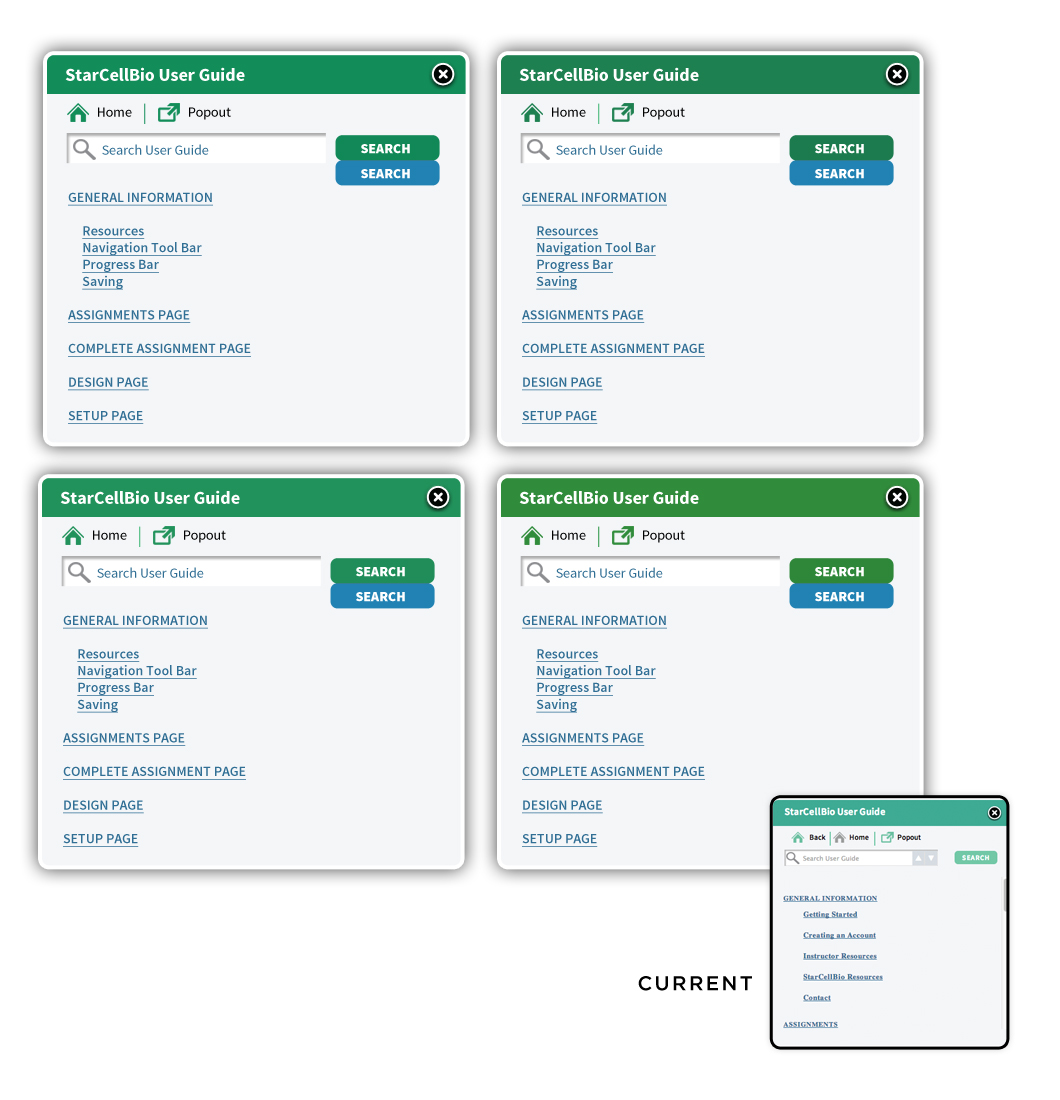 StarCellBio User Guide
Home | Popout
Search User Guide
SEARCH
SEARCH
GENERAL INFORMATION
Resources
Navigation Tool Bar
Progress Bar
Saving
ASSIGNMENTS PAGE
COMPLETE ASSIGNMENT PAGE
DESIGN PAGE
SETUP PAGE
StarCellBio User Guide
Home | Popout
Search User Guide
SEARCH
SEARCH
GENERAL INFORMATION
Resources
Navigation Tool Bar
Progress Bar
Saving
ASSIGNMENTS PAGE
COMPLETE ASSIGNMENT PAGE
DESIGN PAGE
SETUP PAGE
StarCellBio User Guide
Home | Popout
Search User Guide
SEARCH
SEARCH
GENERAL INFORMATION
Resources
Navigation Tool Bar
Progress Bar
Saving
ASSIGNMENTS PAGE
COMPLETE ASSIGNMENT PAGE
DESIGN PAGE
SETUP PAGE
StarCellBio User Guide
Home | Popout
Search User Guide
SEARCH
SEARCH
GENERAL INFORMATION
Resources
Navigation Tool Bar
Progress Bar
Saving
ASSIGNMENTS PAGE
COMPLETE ASSIGNMENT PAGE
DESIGN PAGE
SETUP PAGE
CURRENT
StarCellBio User Guide
Back | Home | Popout
Search User Guide
SEARCH
GENERAL INFORMATION
Getting Started
Creating an Account
Instructor Resources
StarCellBio Resources
Contact
ASSIGNMENTS